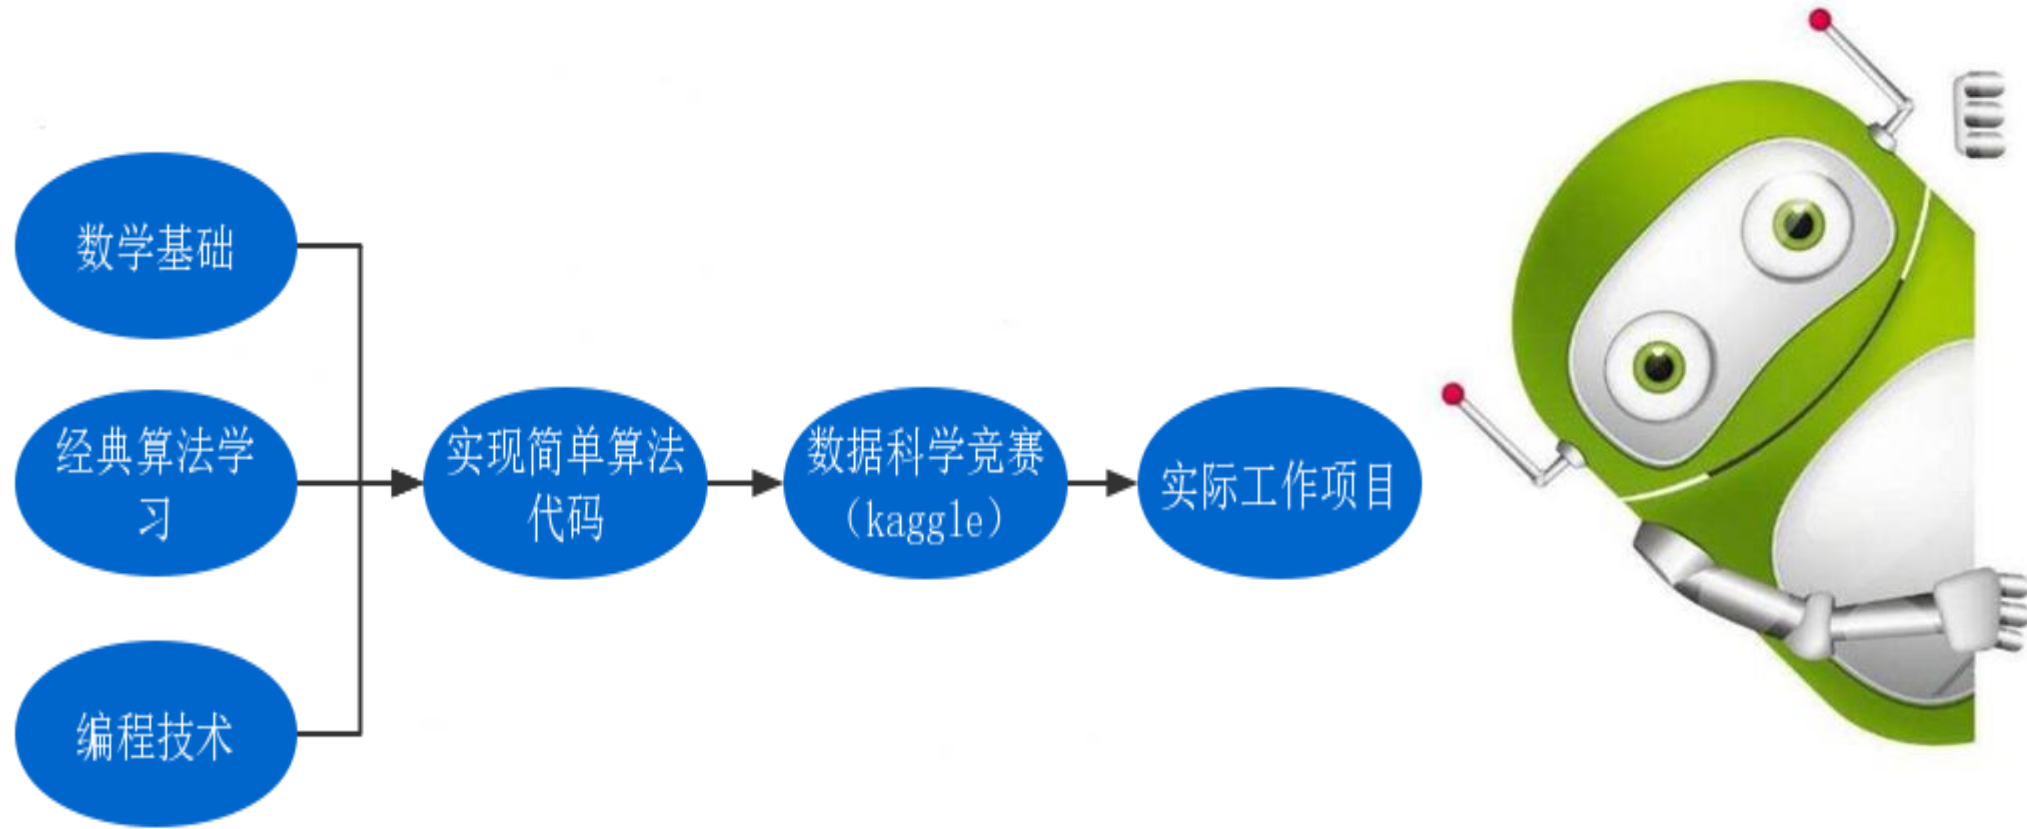 数学基础
经典算法学
习
编程技术
实现简单算法
代码
数据科学竞赛
（kaggle）
实际工作项目